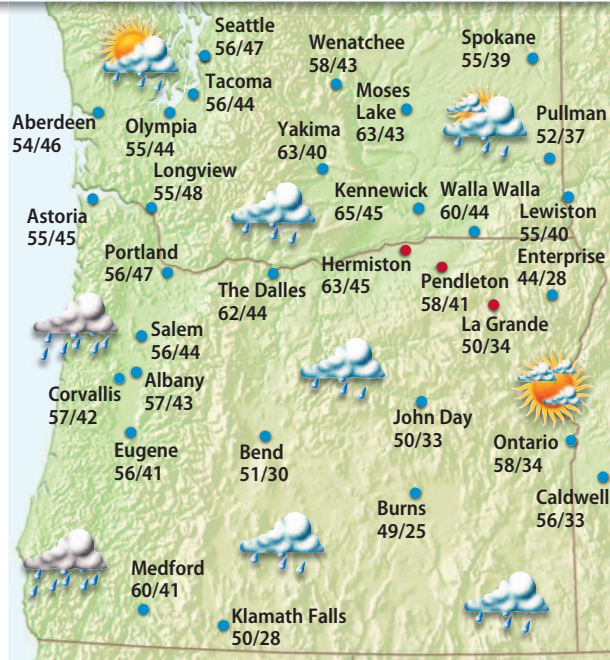 Seattle
56/47
Wenatchee
58/43
Spokane
55/39
Tacoma
56/44
Moses
Lake
63/43
Pullman
52/37
Aberdeen
54/46
Olympia
55/44
Yakima
63/40
Longview
55/48
Kennewick
65/45
Walla Walla
60/44
Lewiston
55/40
Astoria
55/45
Portland
56/47
The Dalles
62/44
Hermiston
63/45
Pendleton
58/41
Enterprise
44/28
La Grande
50/34
Salem
56/44
Albany
57/43
Corvallis
57/42
John Day
50/33
Eugene
56/41
Bend
51/30
Ontario
58/34
Burns
49/25
Caldwell
56/33
Medford
60/41
Klamath Falls
50/28